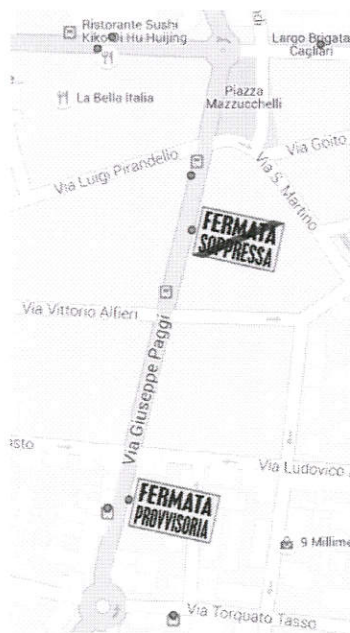 Ristorante Sushi
Hu Huijing
Largo Brigata
Cagliari
La Bella Italia
Piazza
Mazzucchelli
Via Luigi Pirandello
Via S. Martino
Via Goito
FERMATA
SOPPRESSA
Via Vittorio Alfieri
Via Giuseppe Paggi
asto
Via Ludovico
FERMATA
PROVVISORIA
9 Millime
Via Torquato Tasso